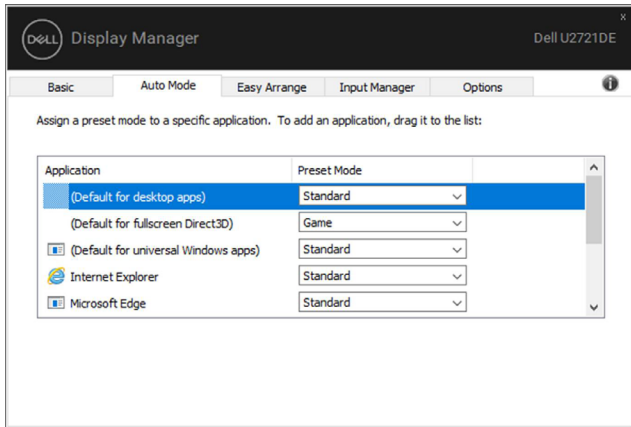 x
DELL Display Manager Dell U2721DE
Basic Auto Mode Easy Arrange Input Manager Options
Assign a preset mode to a specific application. To add an application, drag it to the list:
Application Preset Mode
(Default for desktop apps) Standard
(Default for fullscreen Direct3D) Game
(Default for universal Windows apps) Standard
Internet Explorer Standard
Microsoft Edge Standard